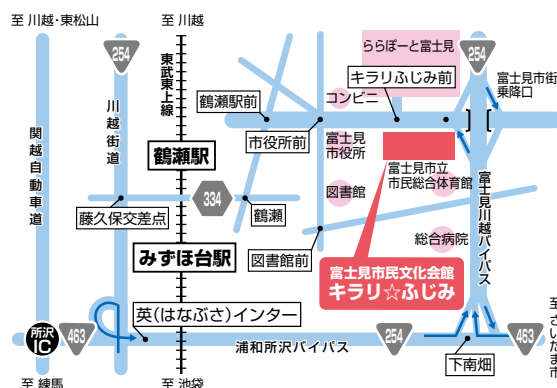 至 川越・東松山
至 川越
254
東武東上線
ららぽーと富士見
254
キラリふじみ前
富士見市街
乗降口
コンビニ
鶴瀬駅前
川越街道
関越自動車道
市役所前
富士見
市役所
鶴瀬駅
富士見市立
市民総合体育館
334
図書館
富士見川越バイパス
藤久保交差点
鶴瀬
総合病院
みずほ台駅
図書館前
富士見市民文化会館
キラリ☆ふじみ
英(はなぶさ)インター
所沢
IC
463
浦和所沢バイパス
254
下南畑
463
至 さいたま市
至 練馬
至 池袋